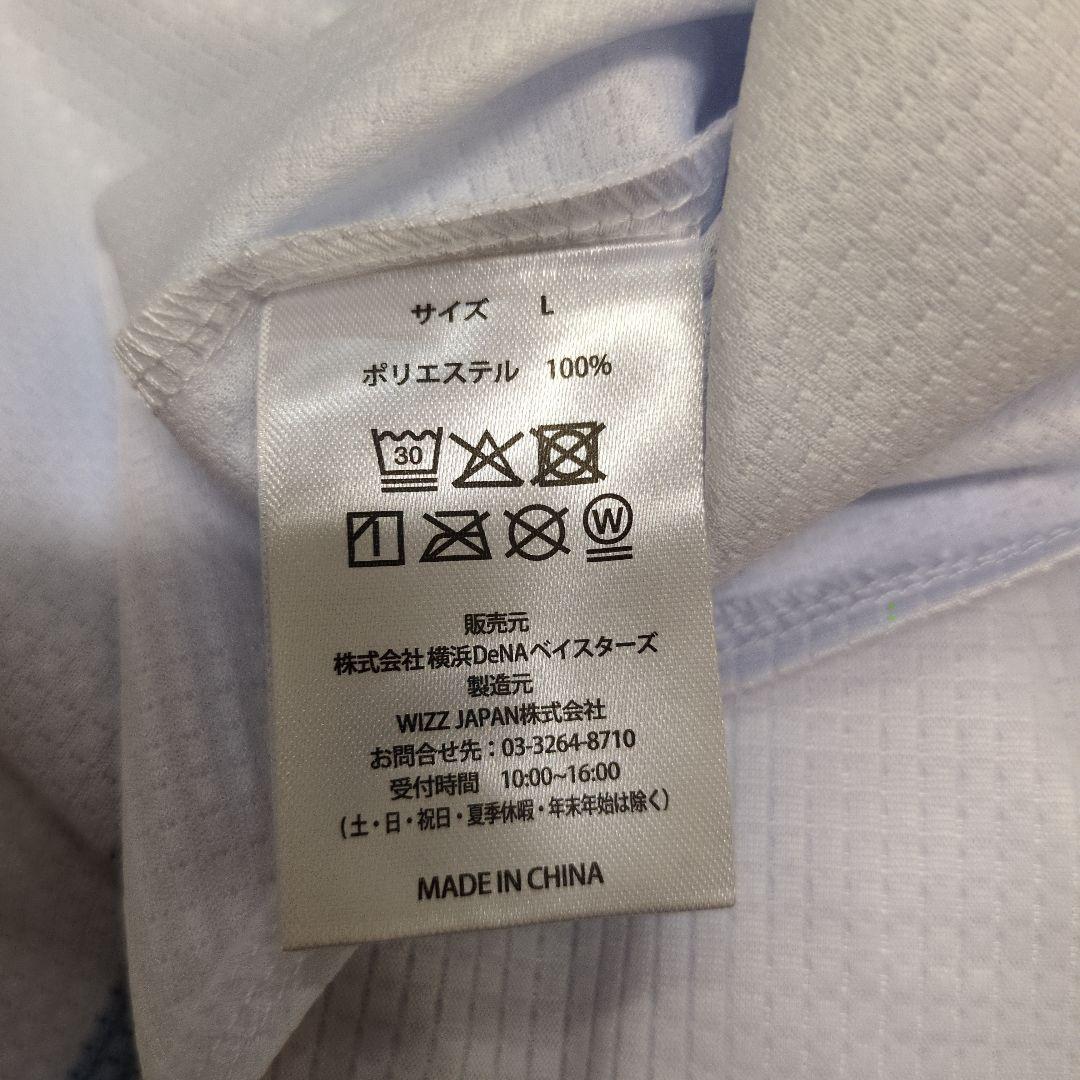 サイズ L
ポリエステル 100%
30
W
販売元
株式会社 横浜DeNAベイスターズ
製造元
WIZZ JAPAN株式会社
お問合せ先：03-3264-8710
受付時間 10:00~16:00
(土・日・祝日・夏季休暇・年末年始は除く)
MADE IN CHINA